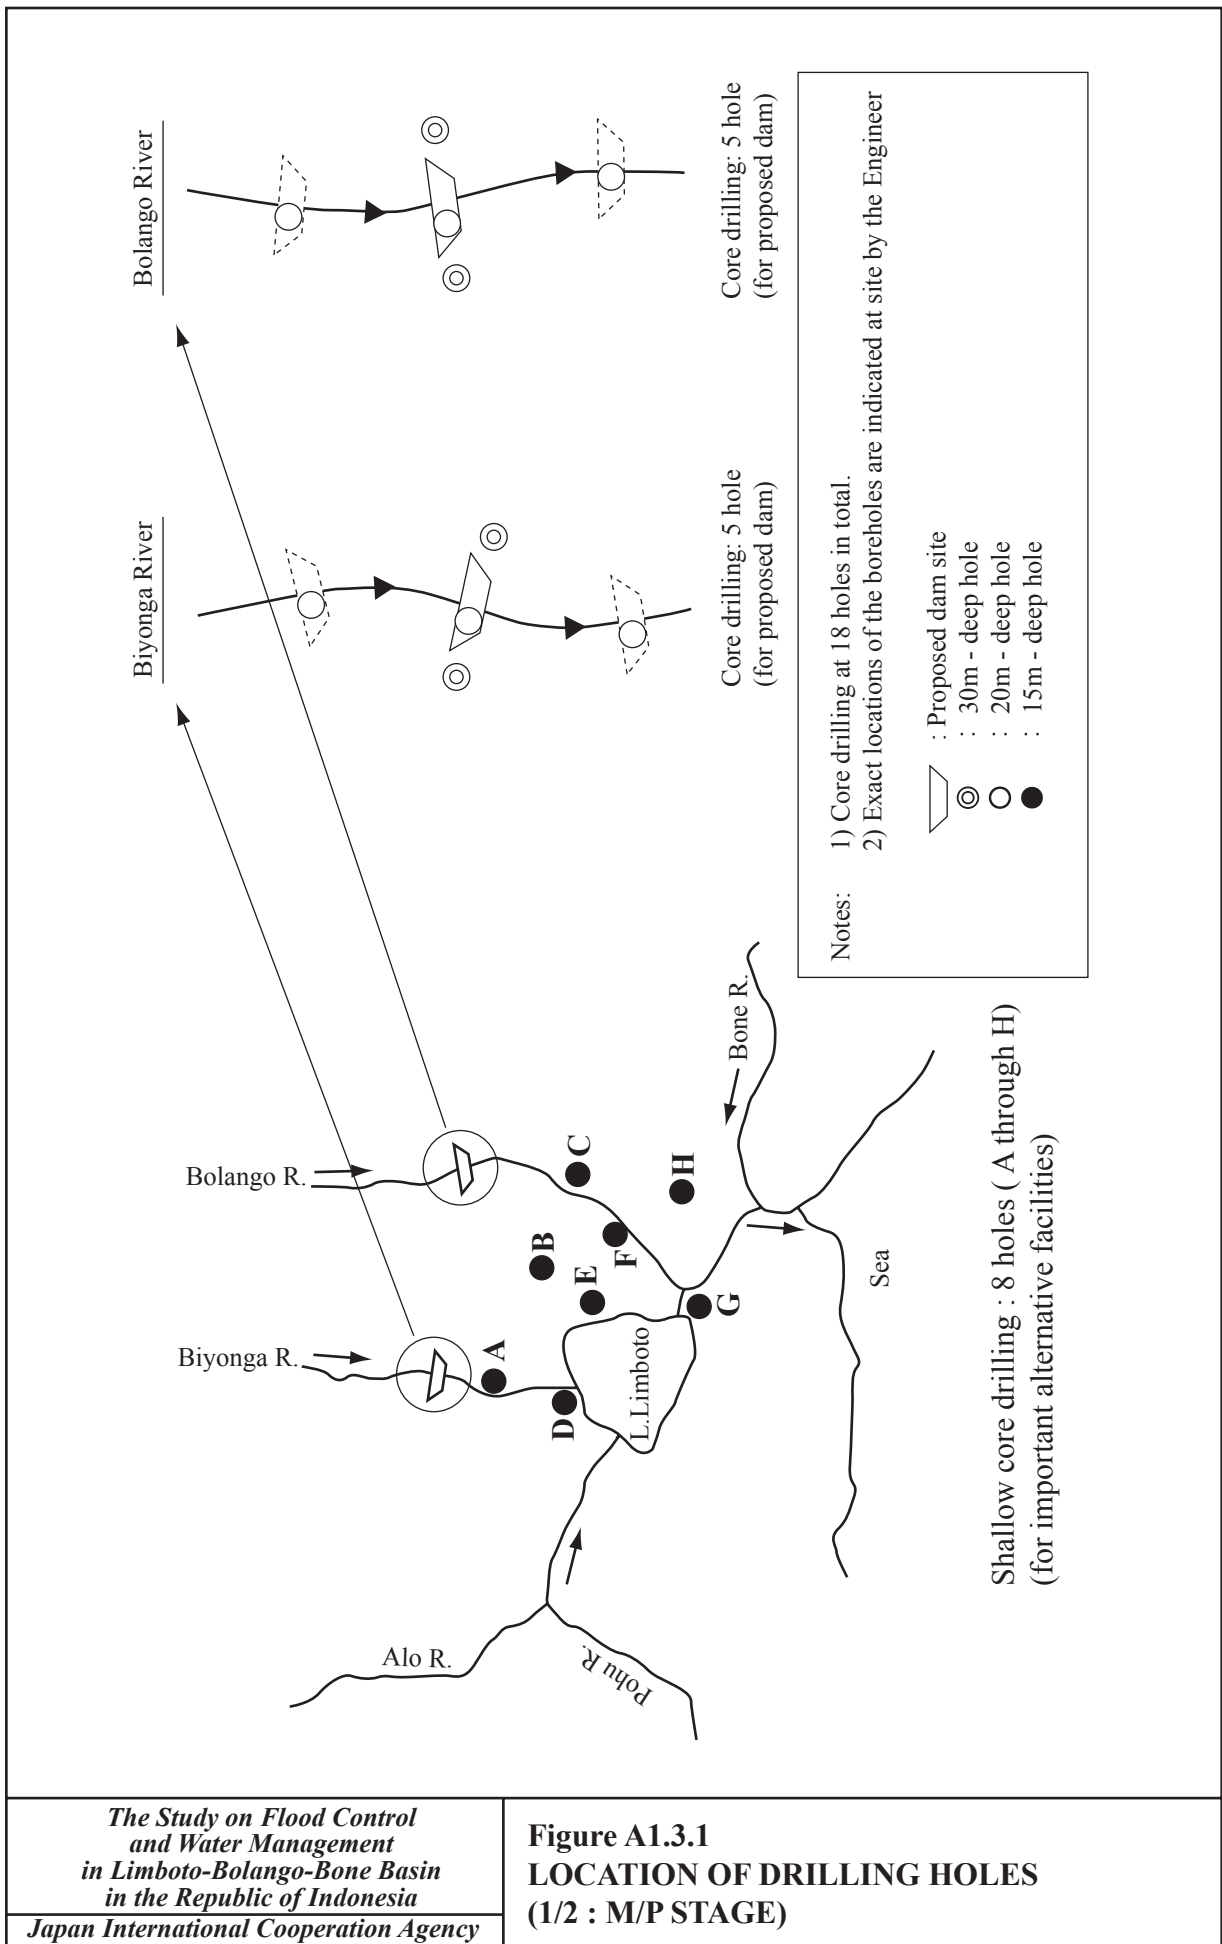 Bolango River
Biyonga River
Core drilling: 5 hole
(for proposed dam)
Core drilling: 5 hole
(for proposed dam)
Notes:
1) Core drilling at 18 holes in total.
2) Exact locations of the boreholes are indicated at site by the Engineer
: Proposed dam site
: 30m - deep hole
: 20m - deep hole
: 15m - deep hole
Bolango R.
Biyonga R.
Bone R.
Alo R.
Pohu R.
L.Limboto
Sea
A
B
C
D
E
F
G
H
Shallow core drilling : 8 holes ( A through H)
(for important alternative facilities)
The Study on Flood Control
and Water Management
in Limboto-Bolango-Bone Basin
in the Republic of Indonesia
Japan International Cooperation Agency
Figure A1.3.1
LOCATION OF DRILLING HOLES
(1/2 : M/P STAGE)